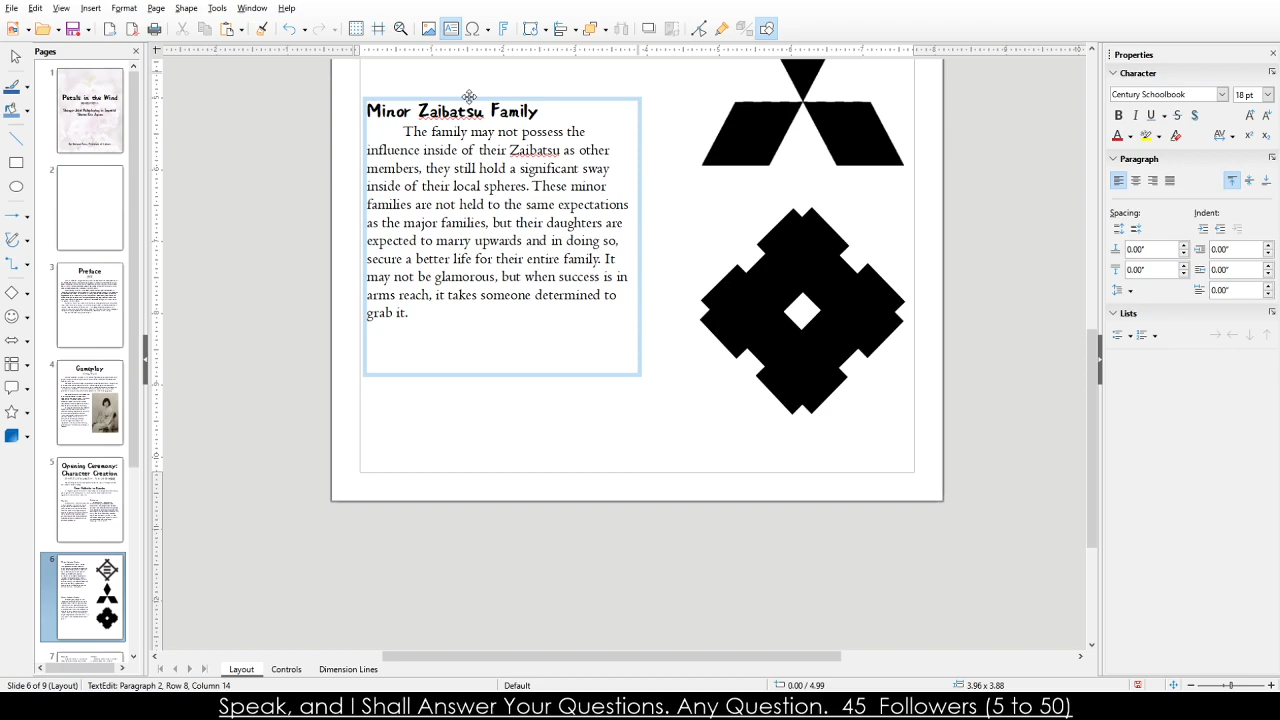 File Edit View Insert Format Page Shape Tools Window Help
Pages
1
Petals in the Wind
2
3
Preface
4
Gameplay
5
Opening Ceremony:
Character Creation
6
7
Minor Zaibatsu Family
The family may not possess the
influence inside of their Zaibatsu as other
members, they still hold a significant sway
inside of their local spheres. These minor
families are not held to the same expectations
as the major families, but their daughters are
expected to marry upwards and in doing so,
secure a better life for their entire family. It
may not be glamorous, but when success is in
arms reach, it takes someone determined to
grab it.
Properties
Character
Century Schoolbook 18 pt
Paragraph
Spacing: Indent:
0.00" 0.00"
0.00" 0.00"
0.00"
Lists
Layout Controls Dimension Lines
Slide 6 of 9 (Layout) TextEdit: Paragraph 2, Row 8, Column 14 Default 0.00 / 4.99 3.96 x 3.88
Speak, and I Shall Answer Your Questions. Any Question. 45 Followers (5 to 50)